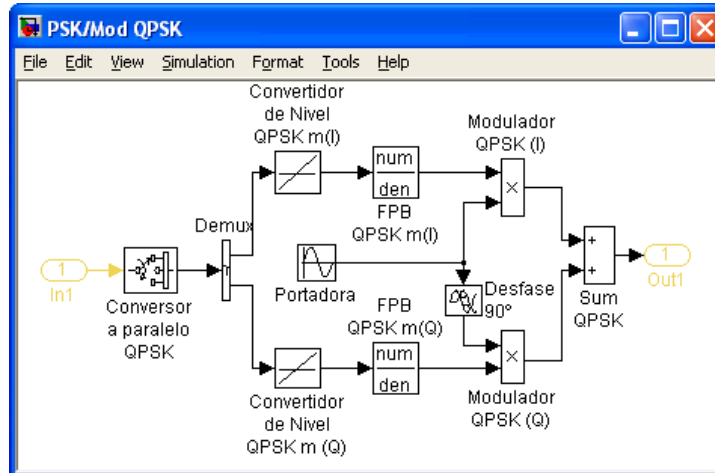 PSK/Mod QPSK
File Edit View Simulation Format Tools Help
Convertidor
de Nivel
QPSK m(I)
Modulador
QPSK (I)
num
den
FPB
QPSK m(I)
×
Demux
1
In1
Conversor
a paralelo
QPSK
Portadora
Desfase
90º
+
+
Sum
QPSK
1
Out1
FPB
QPSK m(Q)
num
den
×
Convertidor
de Nivel
QPSK m (Q)
Modulador
QPSK (Q)